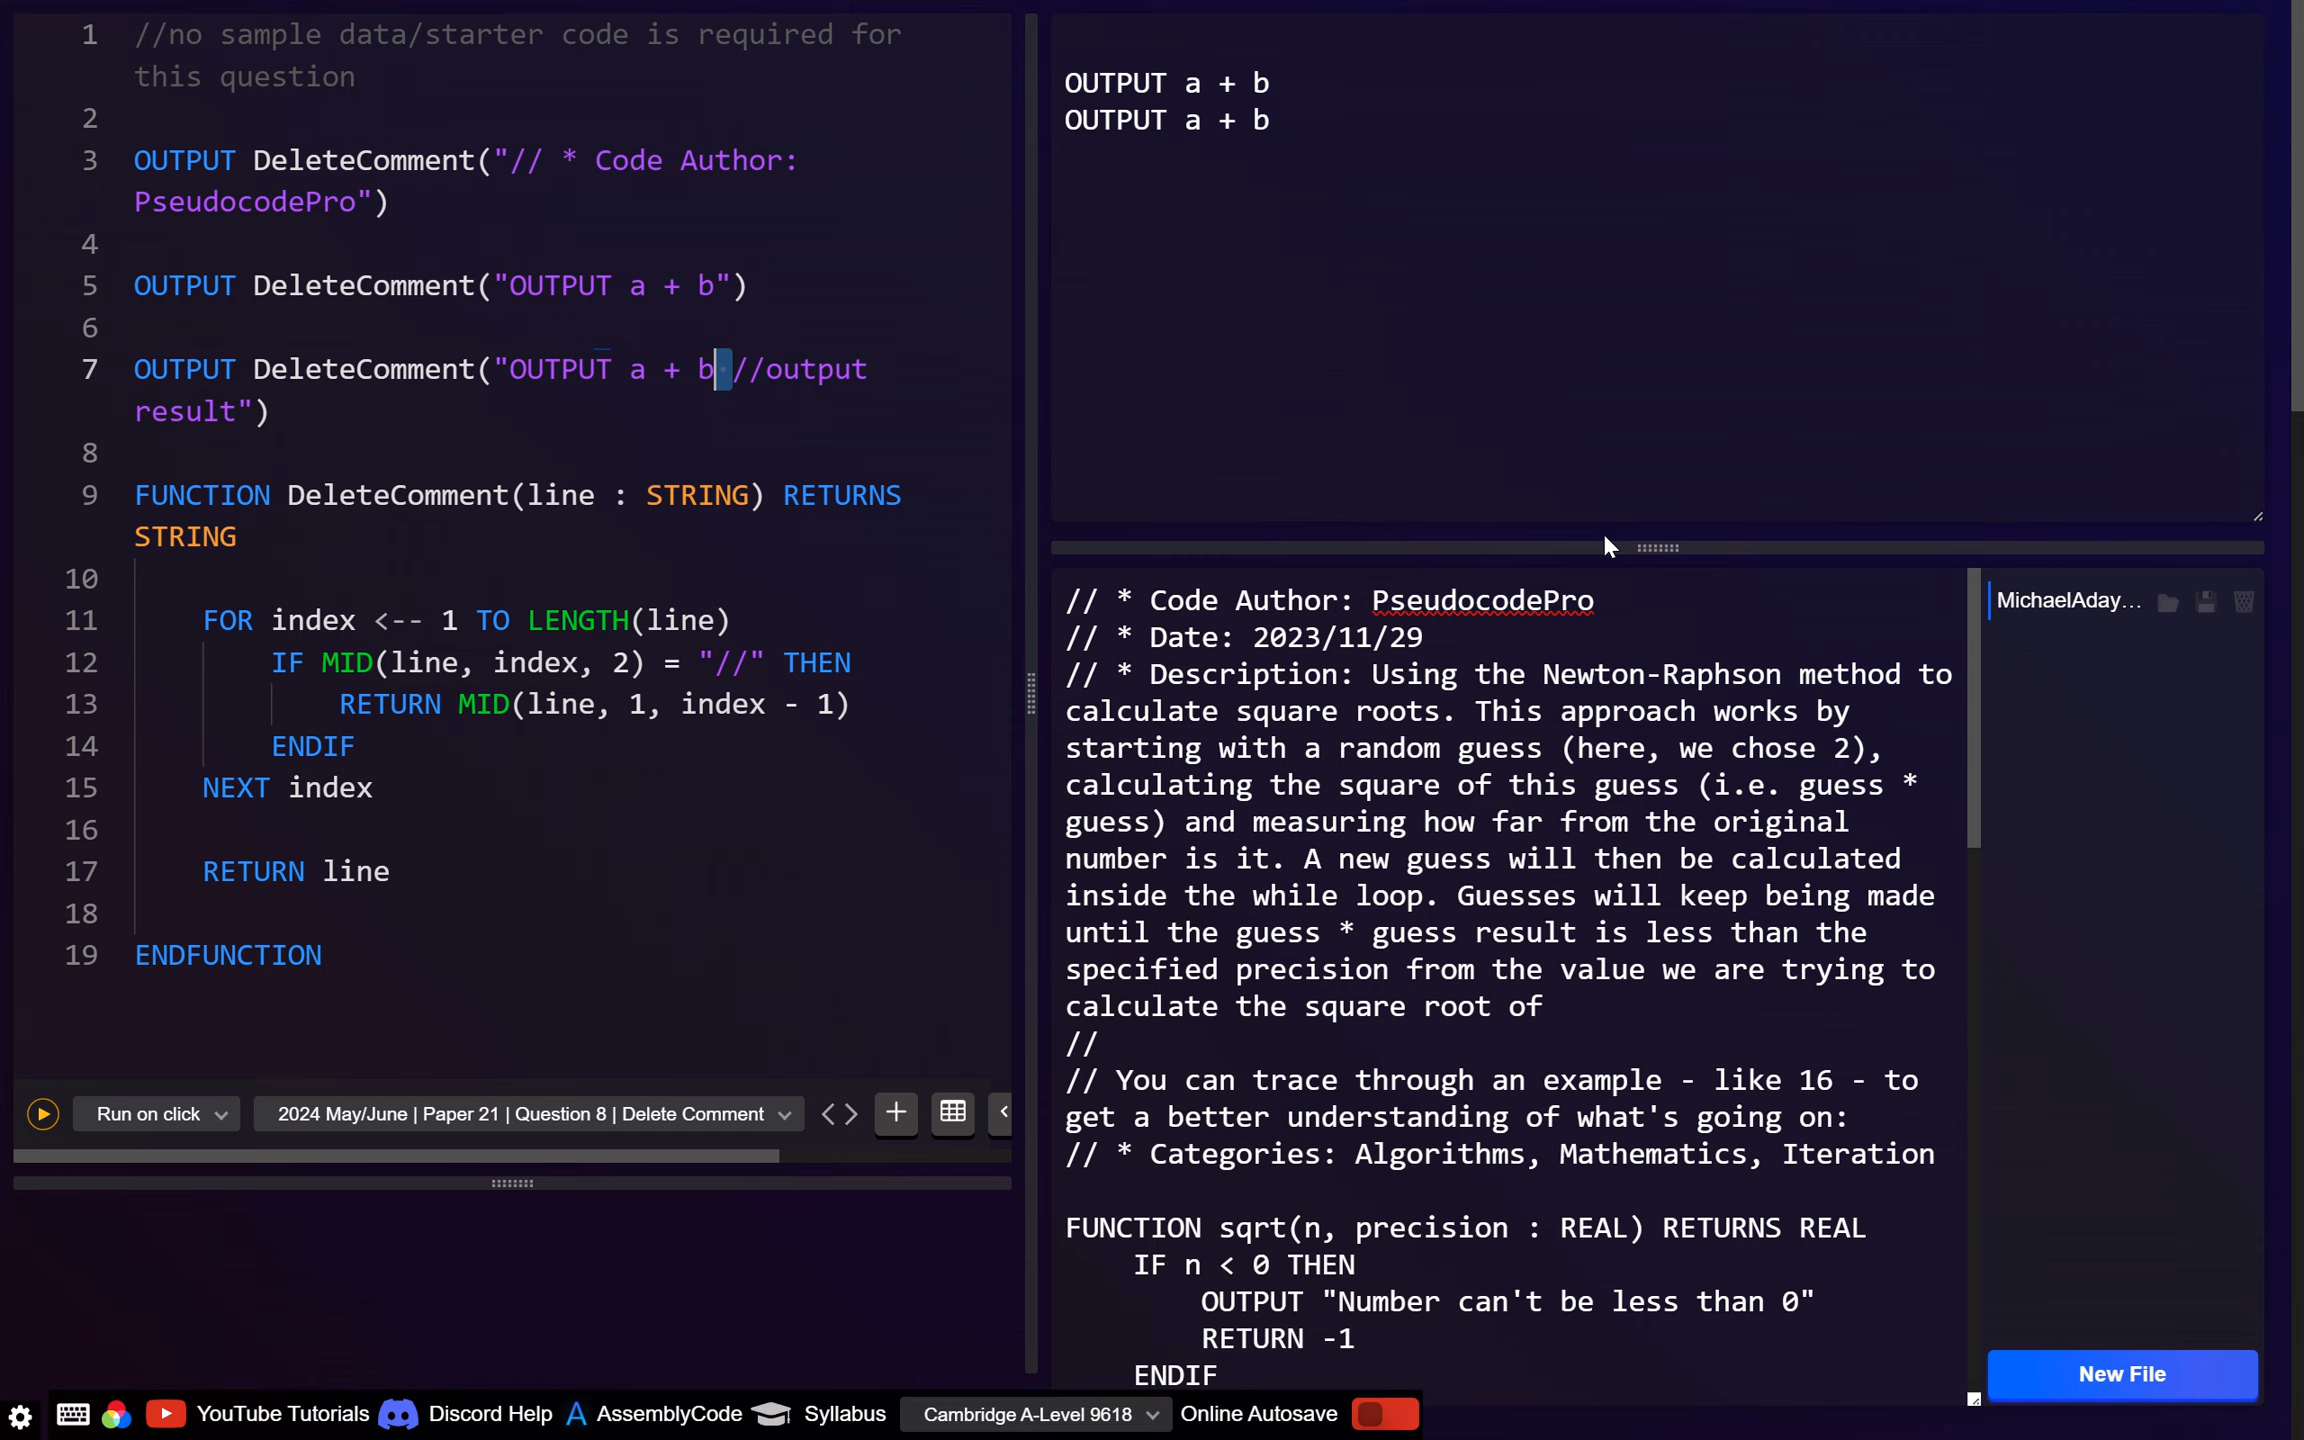 1 //no sample data/starter code is required for
this question
2
3 OUTPUT DeleteComment("// * Code Author:
PseudocodePro")
4
5 OUTPUT DeleteComment("OUTPUT a + b")
6
7 OUTPUT DeleteComment("OUTPUT a + b //output
result")
8
9 FUNCTION DeleteComment(line : STRING) RETURNS
STRING
10
11 FOR index <-- 1 TO LENGTH(line)
12 IF MID(line, index, 2) = "//" THEN
13 RETURN MID(line, 1, index - 1)
14 ENDIF
15 NEXT index
16
17 RETURN line
18
19 ENDFUNCTION
Run on click
2024 May/June | Paper 21 | Question 8 | Delete Comment
OUTPUT a + b
OUTPUT a + b
// * Code Author: PseudocodePro
// * Date: 2023/11/29
// * Description: Using the Newton-Raphson method to
calculate square roots. This approach works by
starting with a random guess (here, we chose 2),
calculating the square of this guess (i.e. guess *
guess) and measuring how far from the original
number is it. A new guess will then be calculated
inside the while loop. Guesses will keep being made
until the guess * guess result is less than the
specified precision from the value we are trying to
calculate the square root of
//
// You can trace through an example - like 16 - to
get a better understanding of what's going on:
// * Categories: Algorithms, Mathematics, Iteration
FUNCTION sqrt(n, precision : REAL) RETURNS REAL
IF n < 0 THEN
OUTPUT "Number can't be less than 0"
RETURN -1
ENDIF
MichaelAday...
New File
YouTube Tutorials
Discord Help
AssemblyCode
Syllabus
Cambridge A-Level 9618
Online Autosave